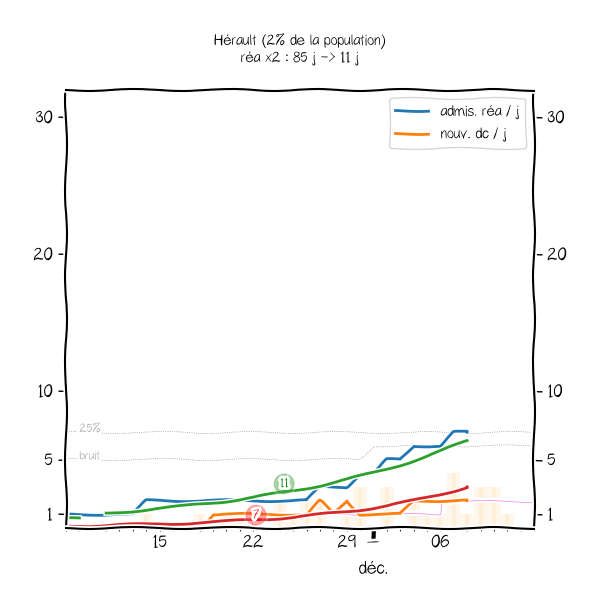 Hérault (2% de la population)
réa x2 : 85 j -> 11 j
admis. réa / j
nouv. dc / j
30
30
20
20
10
10
25%
5
bruit
5
11
7
1
1
15
22
29
06
déc.